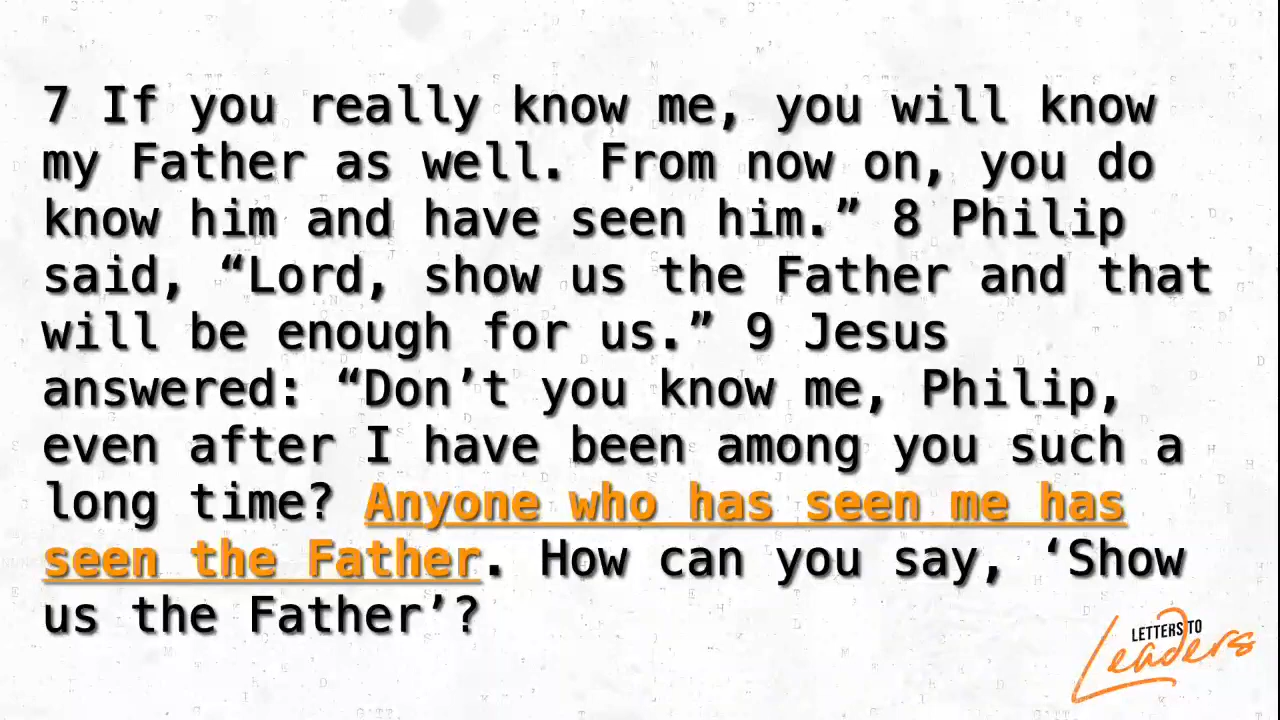 7 If you really know me, you will know
my Father as well. From now on, you do
know him and have seen him.” 8 Philip
said, “Lord, show us the Father and that
will be enough for us.” 9 Jesus
answered: “Don’t you know me, Philip,
even after I have been among you such a
long time? Anyone who has seen me has
seen the Father. How can you say, ‘Show
us the Father’?
LETTERS TO
Leaders